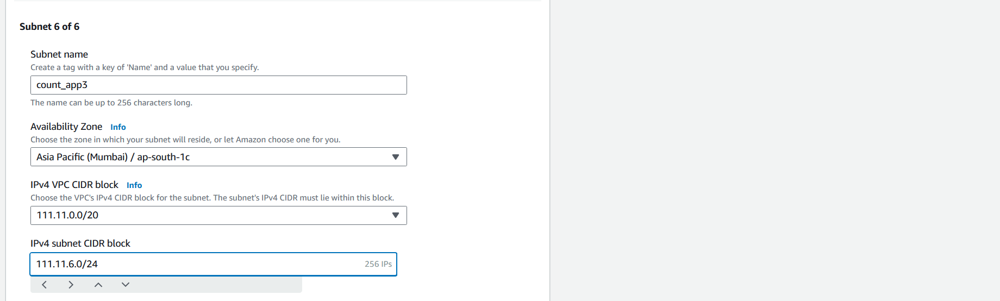 Subnet 6 of 6
Subnet name
Create a tag with a key of 'Name' and a value that you specify.
count_app3
The name can be up to 256 characters long.
Availability Zone Info
Choose the zone in which your subnet will reside, or let Amazon choose one for you.
Asia Pacific (Mumbai) / ap-south-1c
IPv4 VPC CIDR block Info
Choose the VPC's IPv4 CIDR block for the subnet. The subnet's IPv4 CIDR must lie within this block.
111.11.0.0/20
IPv4 subnet CIDR block
111.11.6.0/24 256 IPs